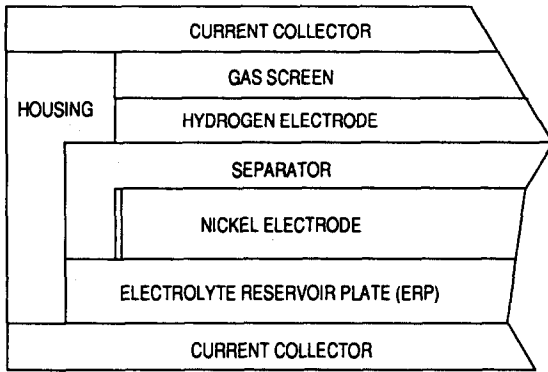 CURRENT COLLECTOR
GAS SCREEN
HOUSING
HYDROGEN ELECTRODE
SEPARATOR
NICKEL ELECTRODE
ELECTROLYTE RESERVOIR PLATE (ERP)
CURRENT COLLECTOR